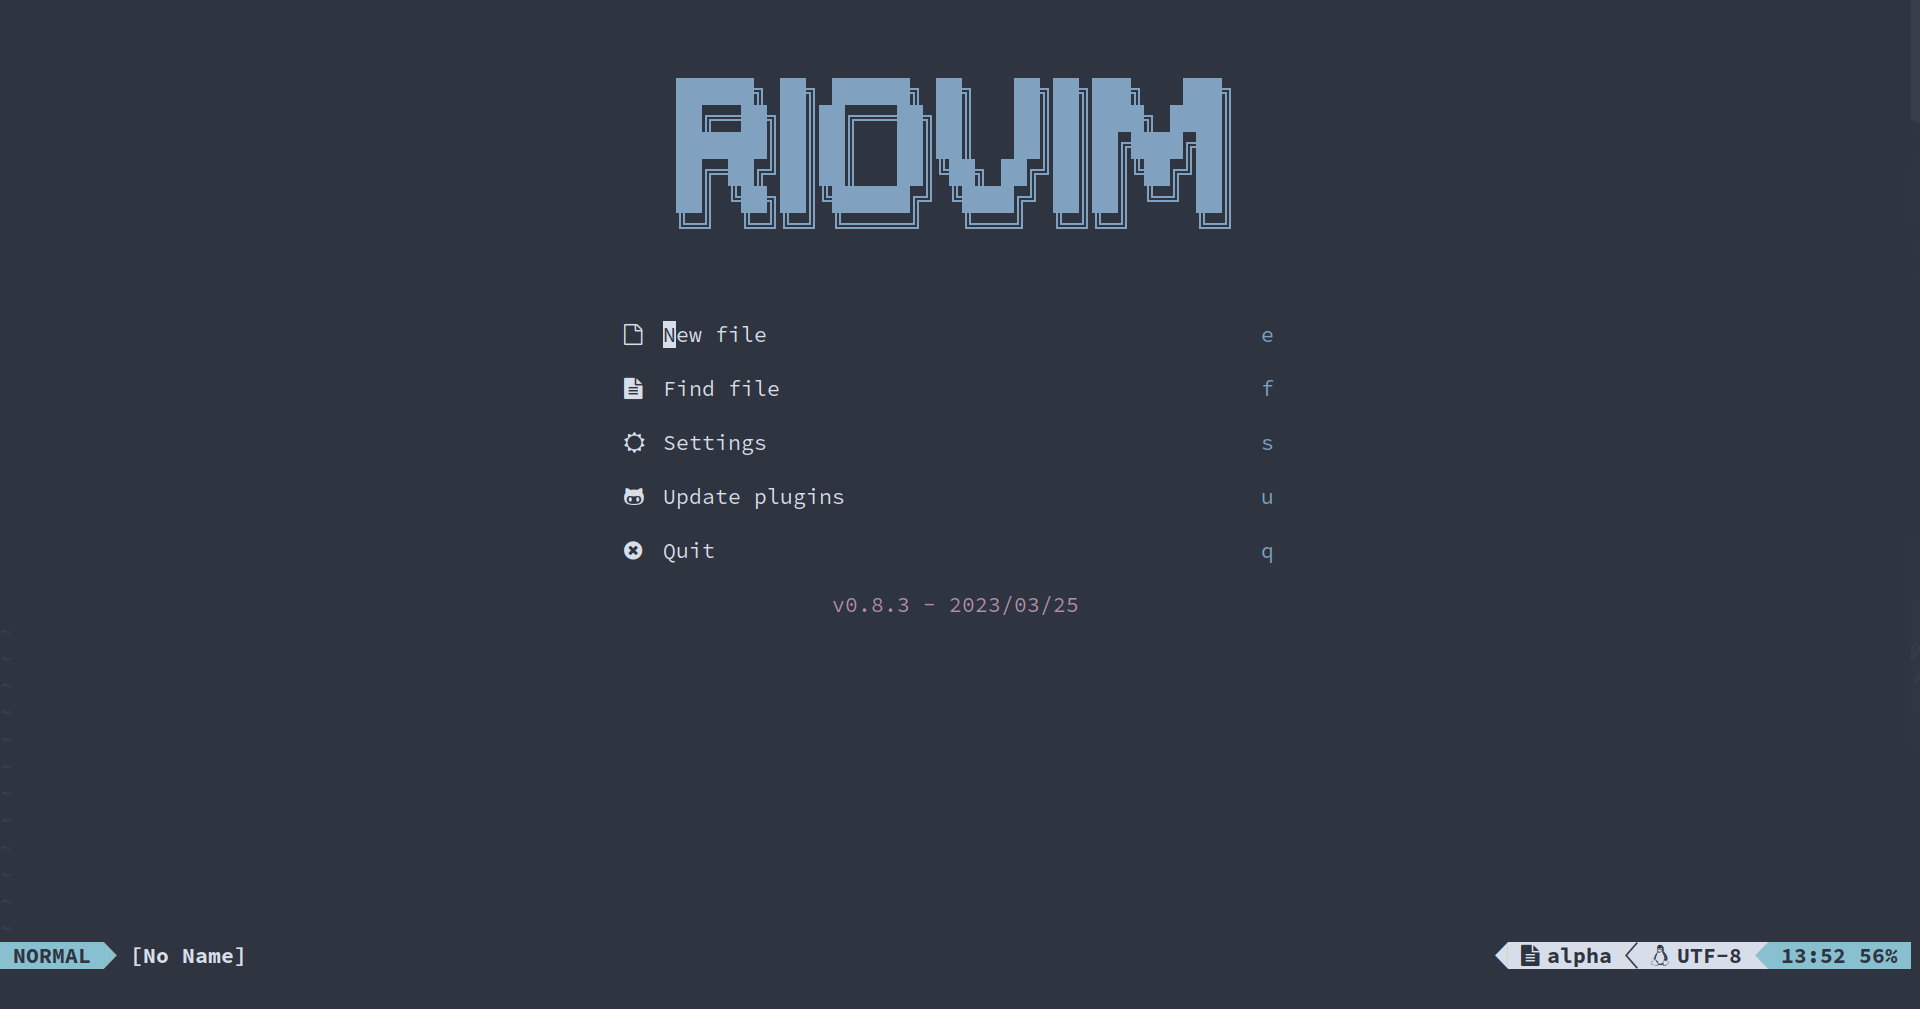 RIOVIM
New file e
Find file f
Settings s
Update plugins u
Quit q
v0.8.3 - 2023/03/25
~
~
~
~
~
~
~
~
~
~
~
~
NORMAL [No Name] alpha UTF-8 13:52 56%